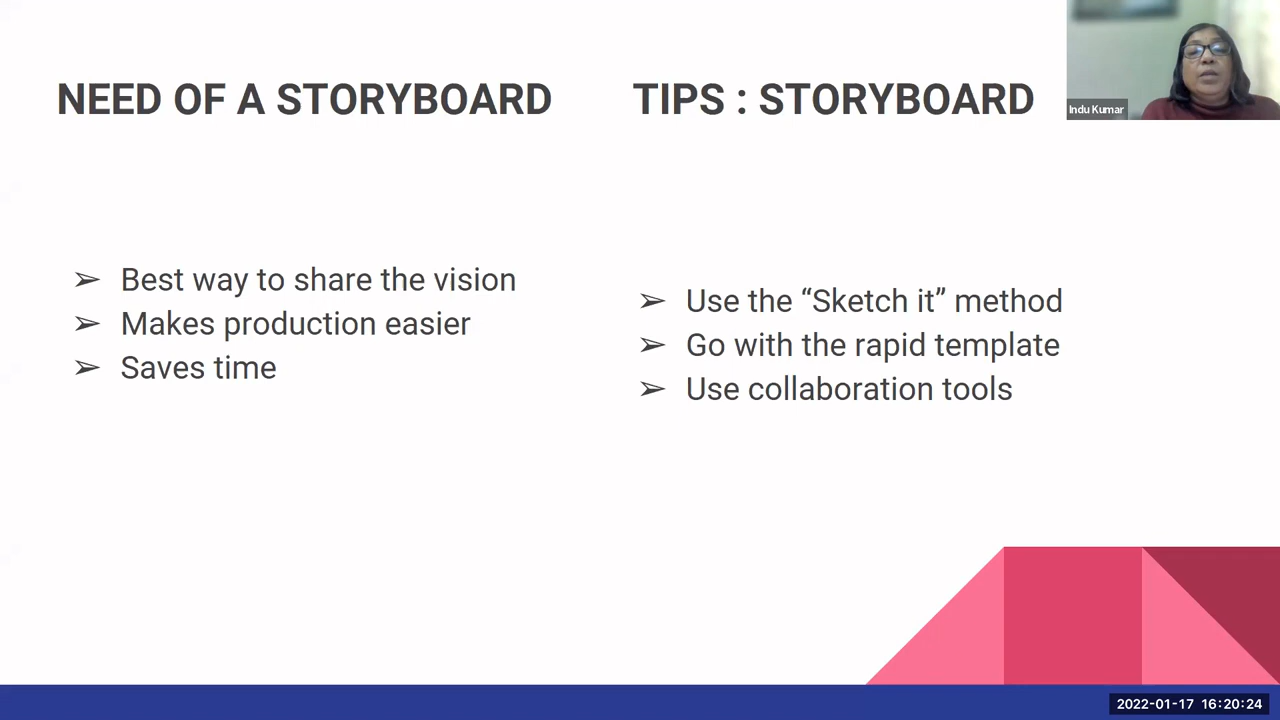 NEED OF A STORYBOARD
➢ Best way to share the vision
➢ Makes production easier
➢ Saves time
TIPS : STORYBOARD
➢ Use the “Sketch it” method
➢ Go with the rapid template
➢ Use collaboration tools
Indu Kumar
2022-01-17 16:20:24